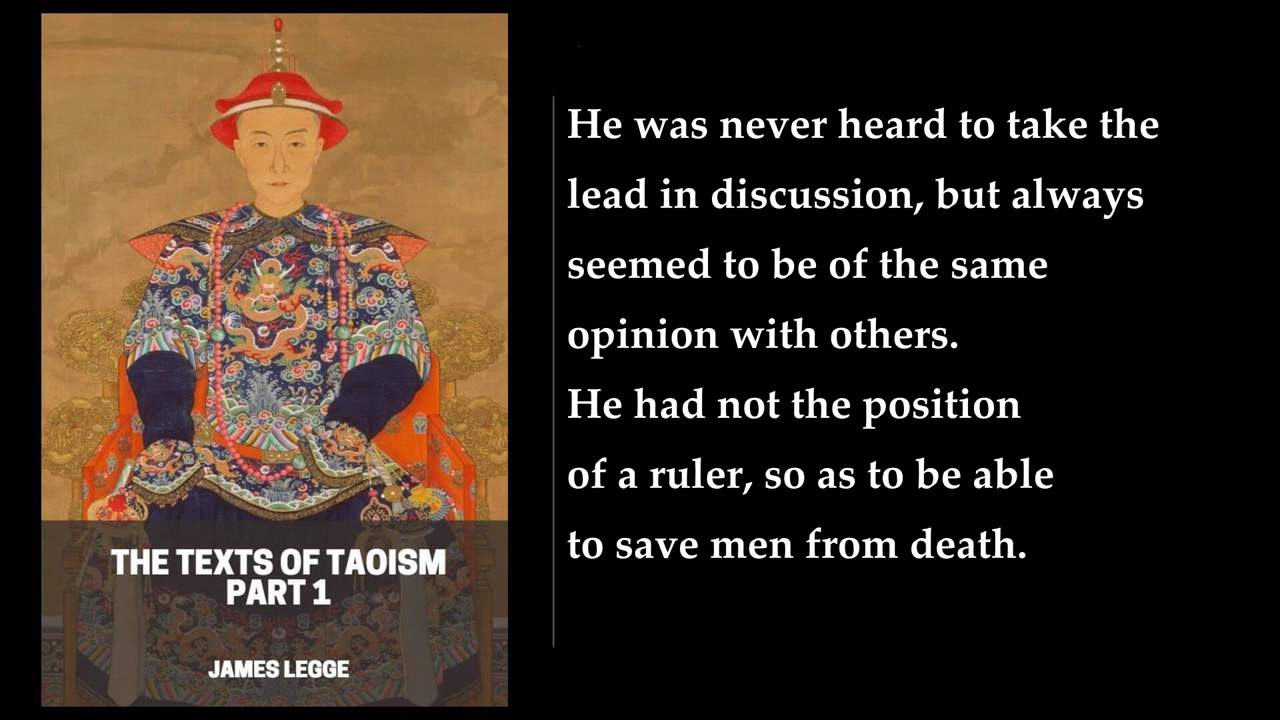 THE TEXTS OF TAOISM
PART 1
JAMES LEGGE
He was never heard to take the
lead in discussion, but always
seemed to be of the same
opinion with others.
He had not the position
of a ruler, so as to be able
to save men from death.